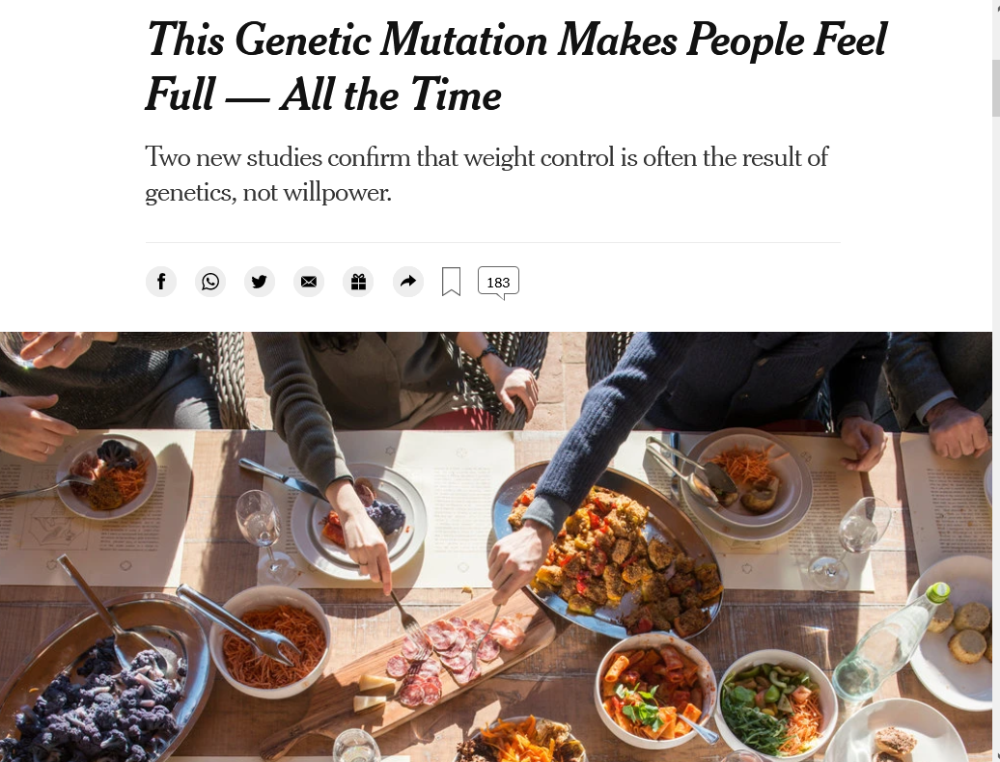 This Genetic Mutation Makes People Feel
Full — All the Time
Two new studies confirm that weight control is often the result of
genetics, not willpower.
183